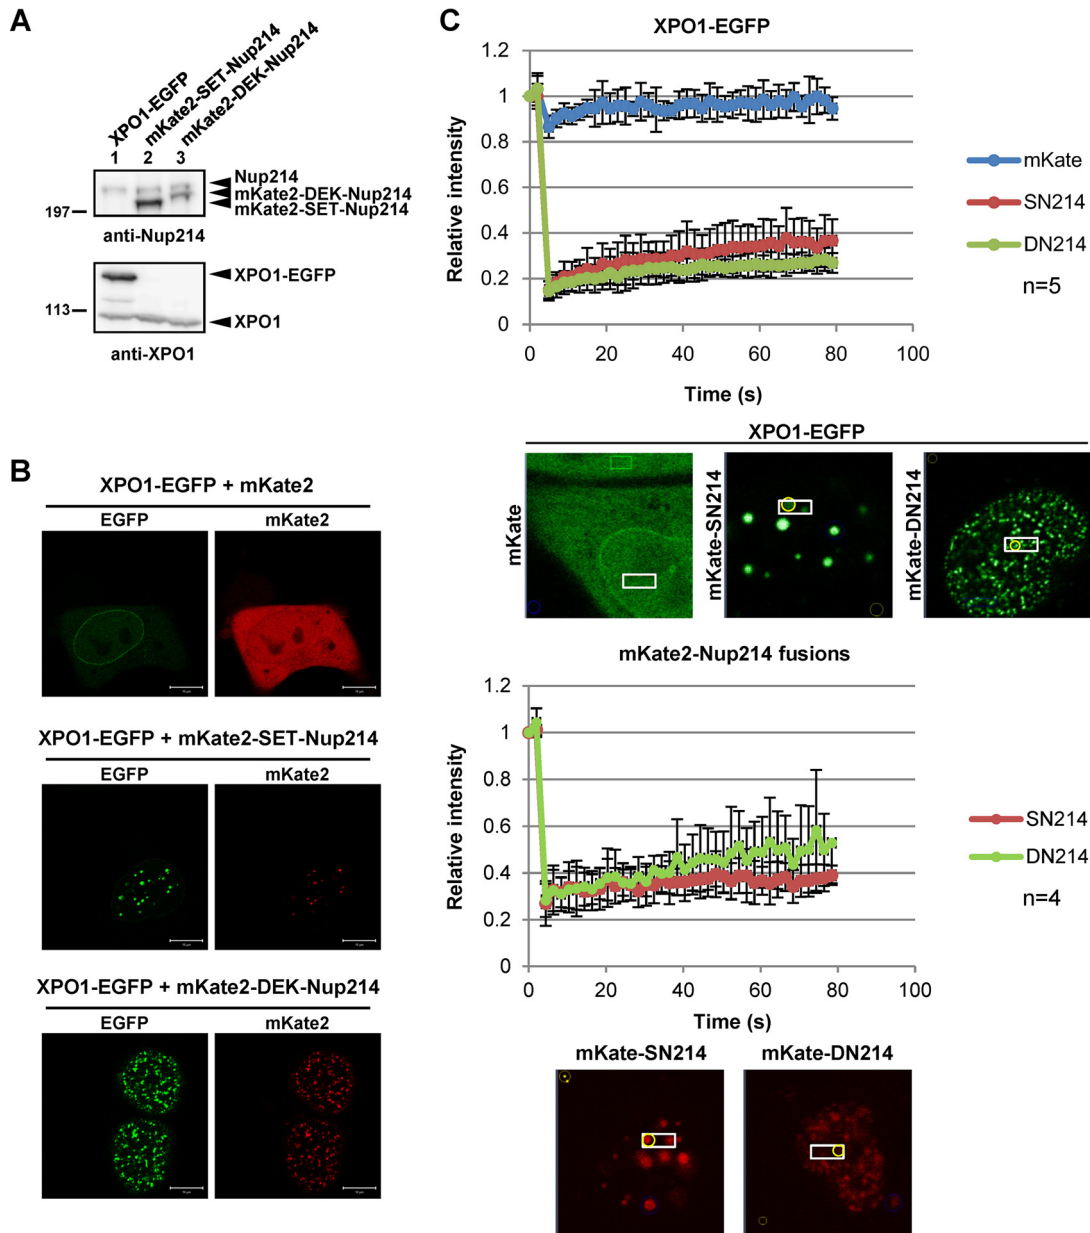 A
XPO1-EGFP
mKate2-SET-Nup214
mKate2-DEK-Nup214
1 2 3
Nup214
mKate2-DEK-Nup214
mKate2-SET-Nup214
197
anti-Nup214
XPO1-EGFP
113
XPO1
anti-XPO1
B
XPO1-EGFP + mKate2
EGFP mKate2
XPO1-EGFP + mKate2-SET-Nup214
EGFP mKate2
XPO1-EGFP + mKate2-DEK-Nup214
EGFP mKate2
C
XPO1-EGFP
Relative intensity
1.2
1
0.8
0.6
0.4
0.2
0
0 20 40 60 80 100
Time (s)
mKate
SN214
DN214
n=5
XPO1-EGFP
mKate
mKate-SN214
mKate-DN214
mKate2-Nup214 fusions
Relative intensity
1.2
1
0.8
0.6
0.4
0.2
0
0 20 40 60 80 100
Time (s)
SN214
DN214
n=4
mKate-SN214 mKate-DN214